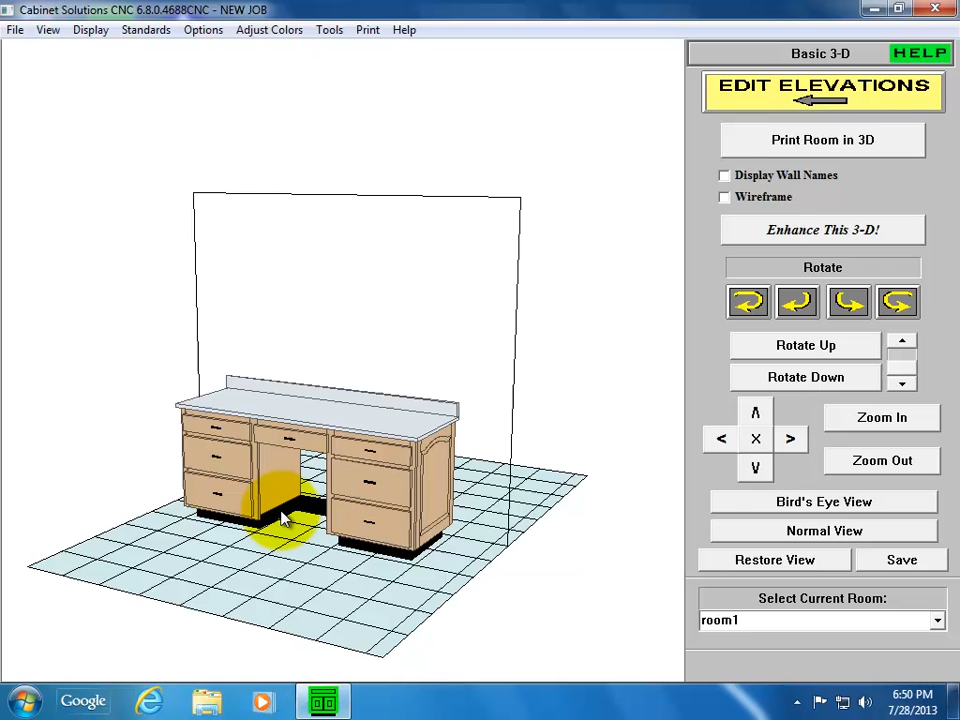 Cabinet Solutions CNC 6.8.0.4688CNC - NEW JOB
File View Display Standards Options Adjust Colors Tools Print Help
Basic 3-D HELP
EDIT ELEVATIONS
Print Room in 3D
Display Wall Names
Wireframe
Enhance This 3-D!
Rotate
Rotate Up
Rotate Down
Λ
< X >
V
Zoom In
Zoom Out
Bird's Eye View
Normal View
Restore View Save
Select Current Room:
room1
Google
6:50 PM
7/28/2013